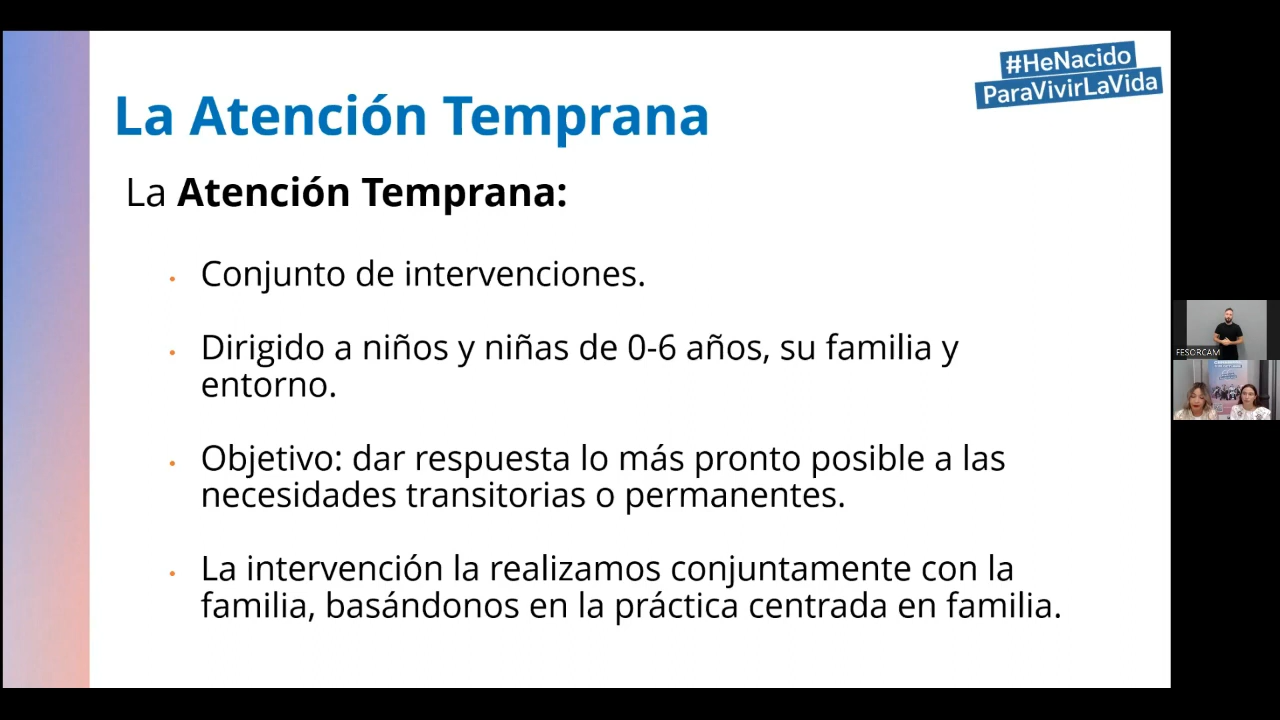 #HeNacido
ParaVivirLaVida
La Atención Temprana
La Atención Temprana:
• Conjunto de intervenciones.
• Dirigido a niños y niñas de 0-6 años, su familia y
entorno.
• Objetivo: dar respuesta lo más pronto posible a las
necesidades transitorias o permanentes.
• La intervención la realizamos conjuntamente con la
familia, basándonos en la práctica centrada en familia.
FESORCAM